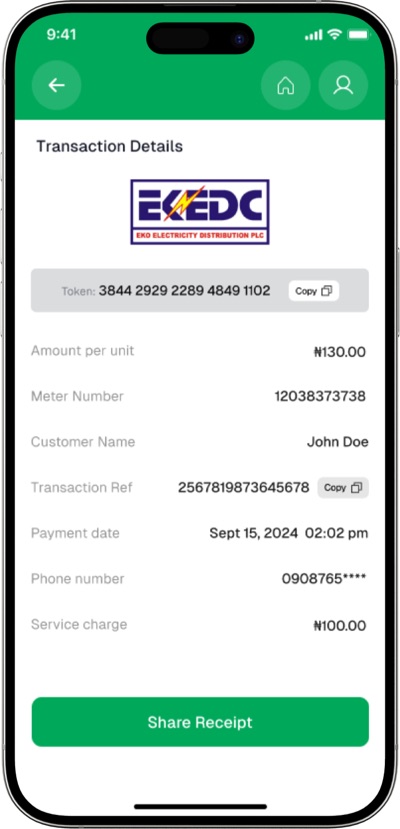 9:41
Transaction Details
EKEDC
EKO ELECTRICITY DISTRIBUTION PLC
Token: 3844 2929 2289 4849 1102 Copy
Amount per unit ₦130.00
Meter Number 12038373738
Customer Name John Doe
Transaction Ref 2567819873645678 Copy
Payment date Sept 15, 2024 02:02 pm
Phone number 0908765****
Service charge ₦100.00
Share Receipt